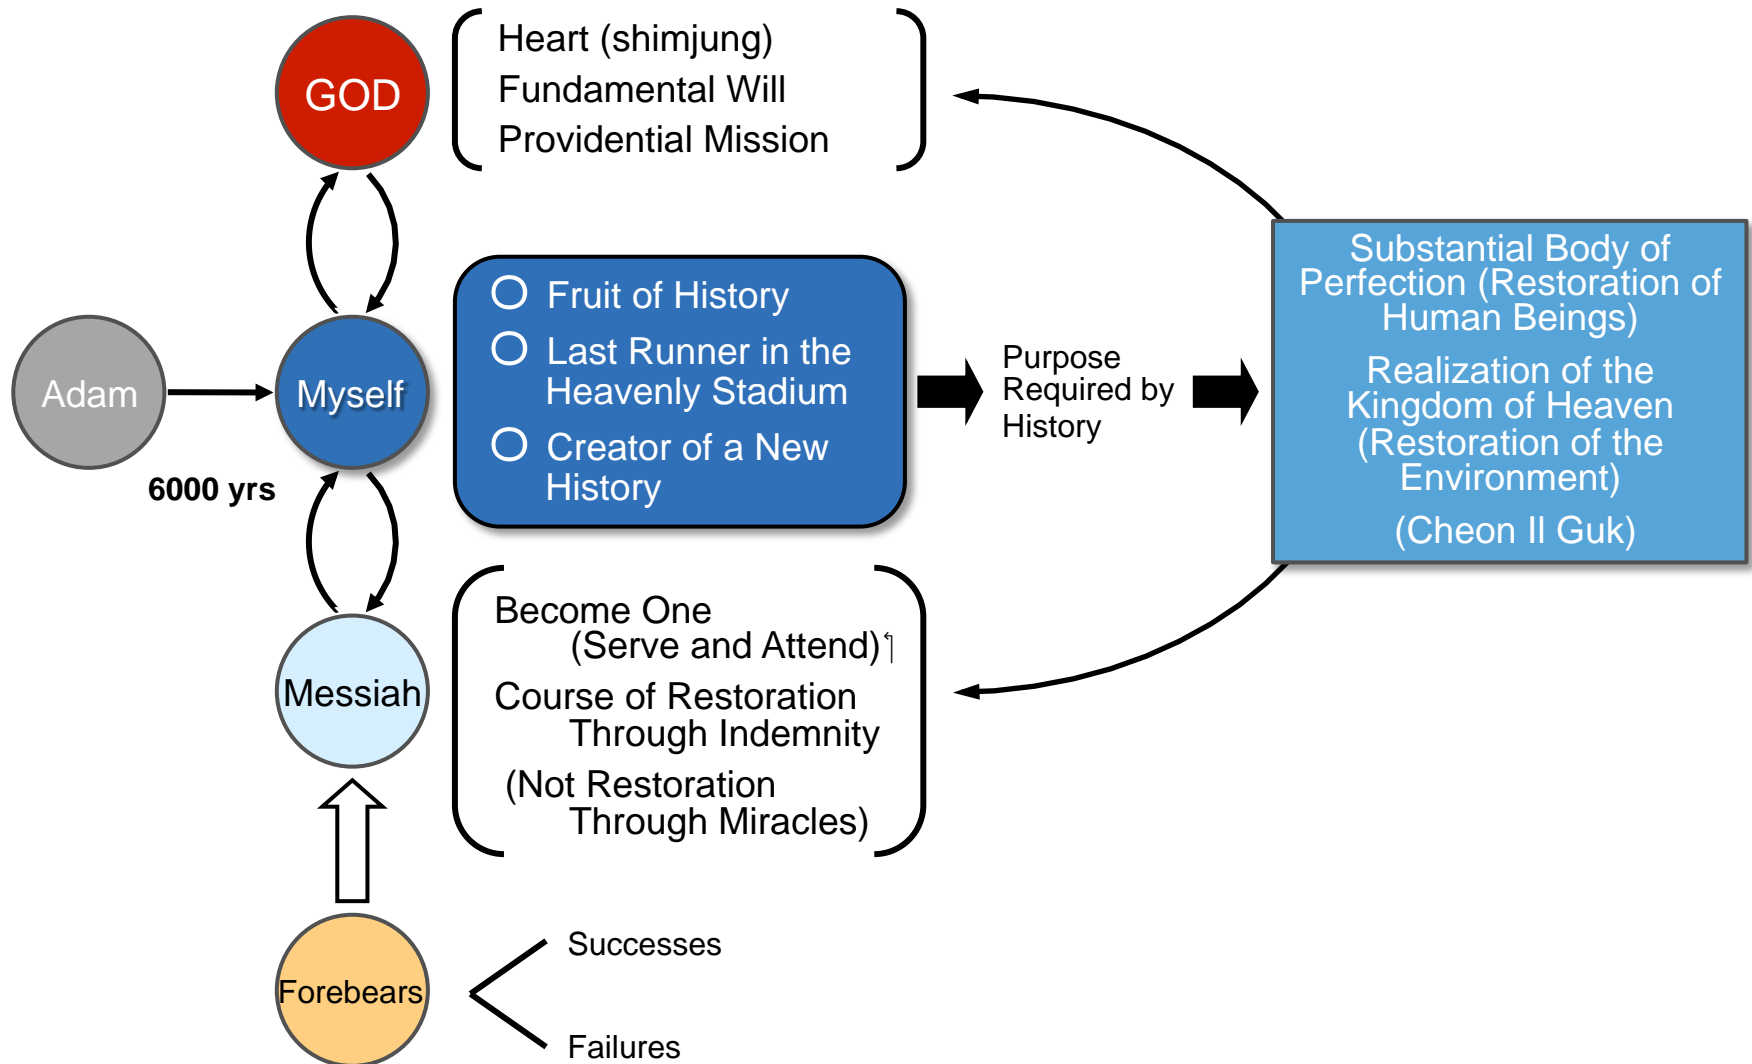 GOD
Heart (shimjung)
Fundamental Will
Providential Mission
Adam
6000 yrs
Myself
Fruit of History
Last Runner in the
Heavenly Stadium
Creator of a New
History
Purpose
Required by
History
Substantial Body of
Perfection (Restoration of
Human Beings)
Realization of the
Kingdom of Heaven
(Restoration of the
Environment)
(Cheon Il Guk)
Messiah
Become One
(Serve and Attend)
Course of Restoration
Through Indemnity
(Not Restoration
Through Miracles)
Forebears
Successes
Failures